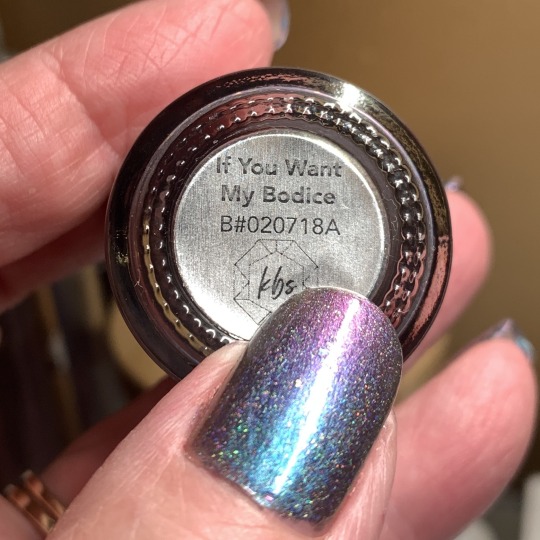 If You Want
My Bodice
B#020718A
kbs